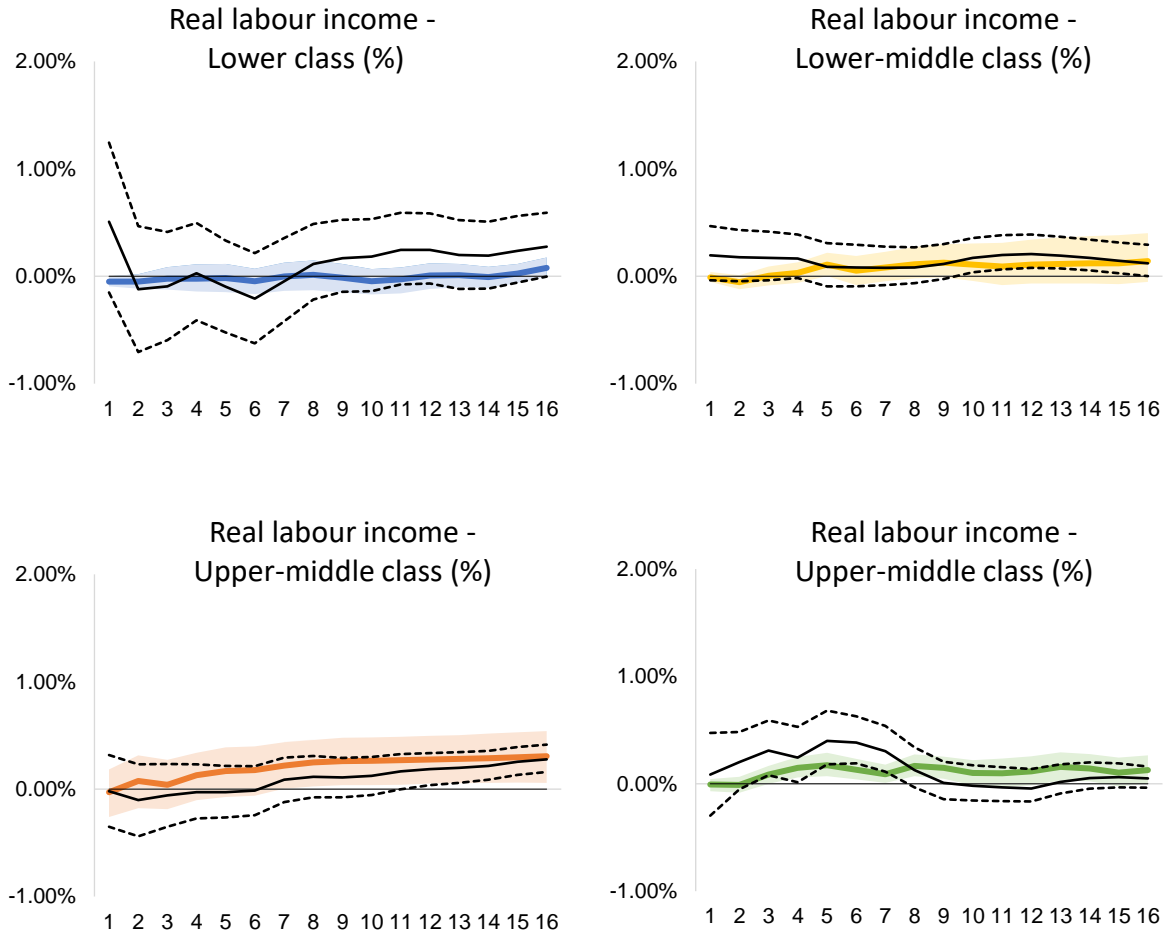 Real labour income -
Lower class (%)
2.00%
1.00%
0.00%
-1.00%
1 2 3 4 5 6 7 8 9 10 11 12 13 14 15 16
Real labour income -
Lower-middle class (%)
2.00%
1.00%
0.00%
-1.00%
1 2 3 4 5 6 7 8 9 10 11 12 13 14 15 16
Real labour income -
Upper-middle class (%)
2.00%
1.00%
0.00%
-1.00%
1 2 3 4 5 6 7 8 9 10 11 12 13 14 15 16
Real labour income -
Upper-middle class (%)
2.00%
1.00%
0.00%
-1.00%
1 2 3 4 5 6 7 8 9 10 11 12 13 14 15 16